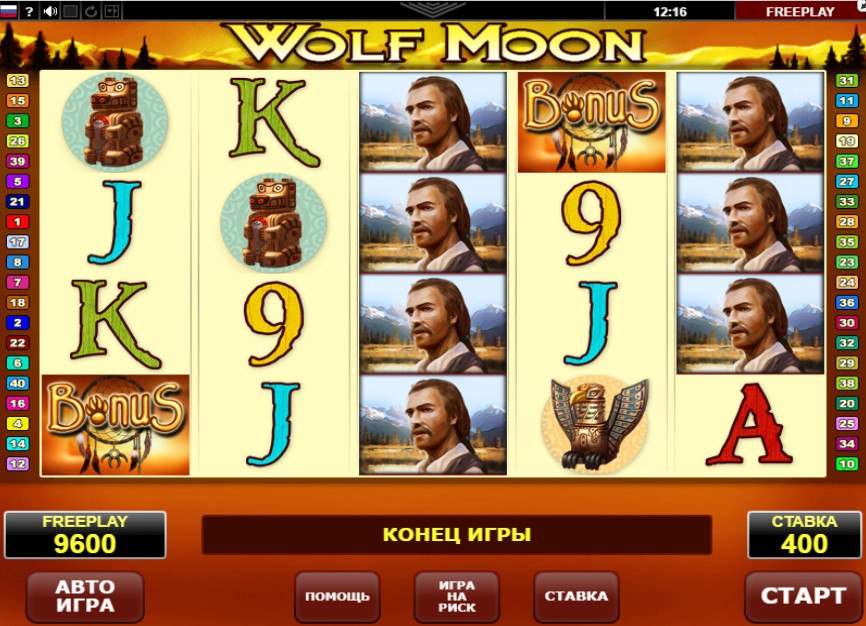 ? 12:16 FREEPLAY
WOLF MOON
13 K BONUS 31
15 11
3 9
26 19
39 37
5 J 9 27
21 33
1 28
17 35
8 23
7 K 9 J 24
18 36
2 30
22 32
6 29
40 BONUS J A 38
16 20
4 25
14 34
12 10
FREEPLAY
9600
КОНЕЦ ИГРЫ
СТАВКА
400
АВТО
ИГРА
ПОМОЩЬ
ИГРА
НА
РИСК
СТАВКА
СТАРТ